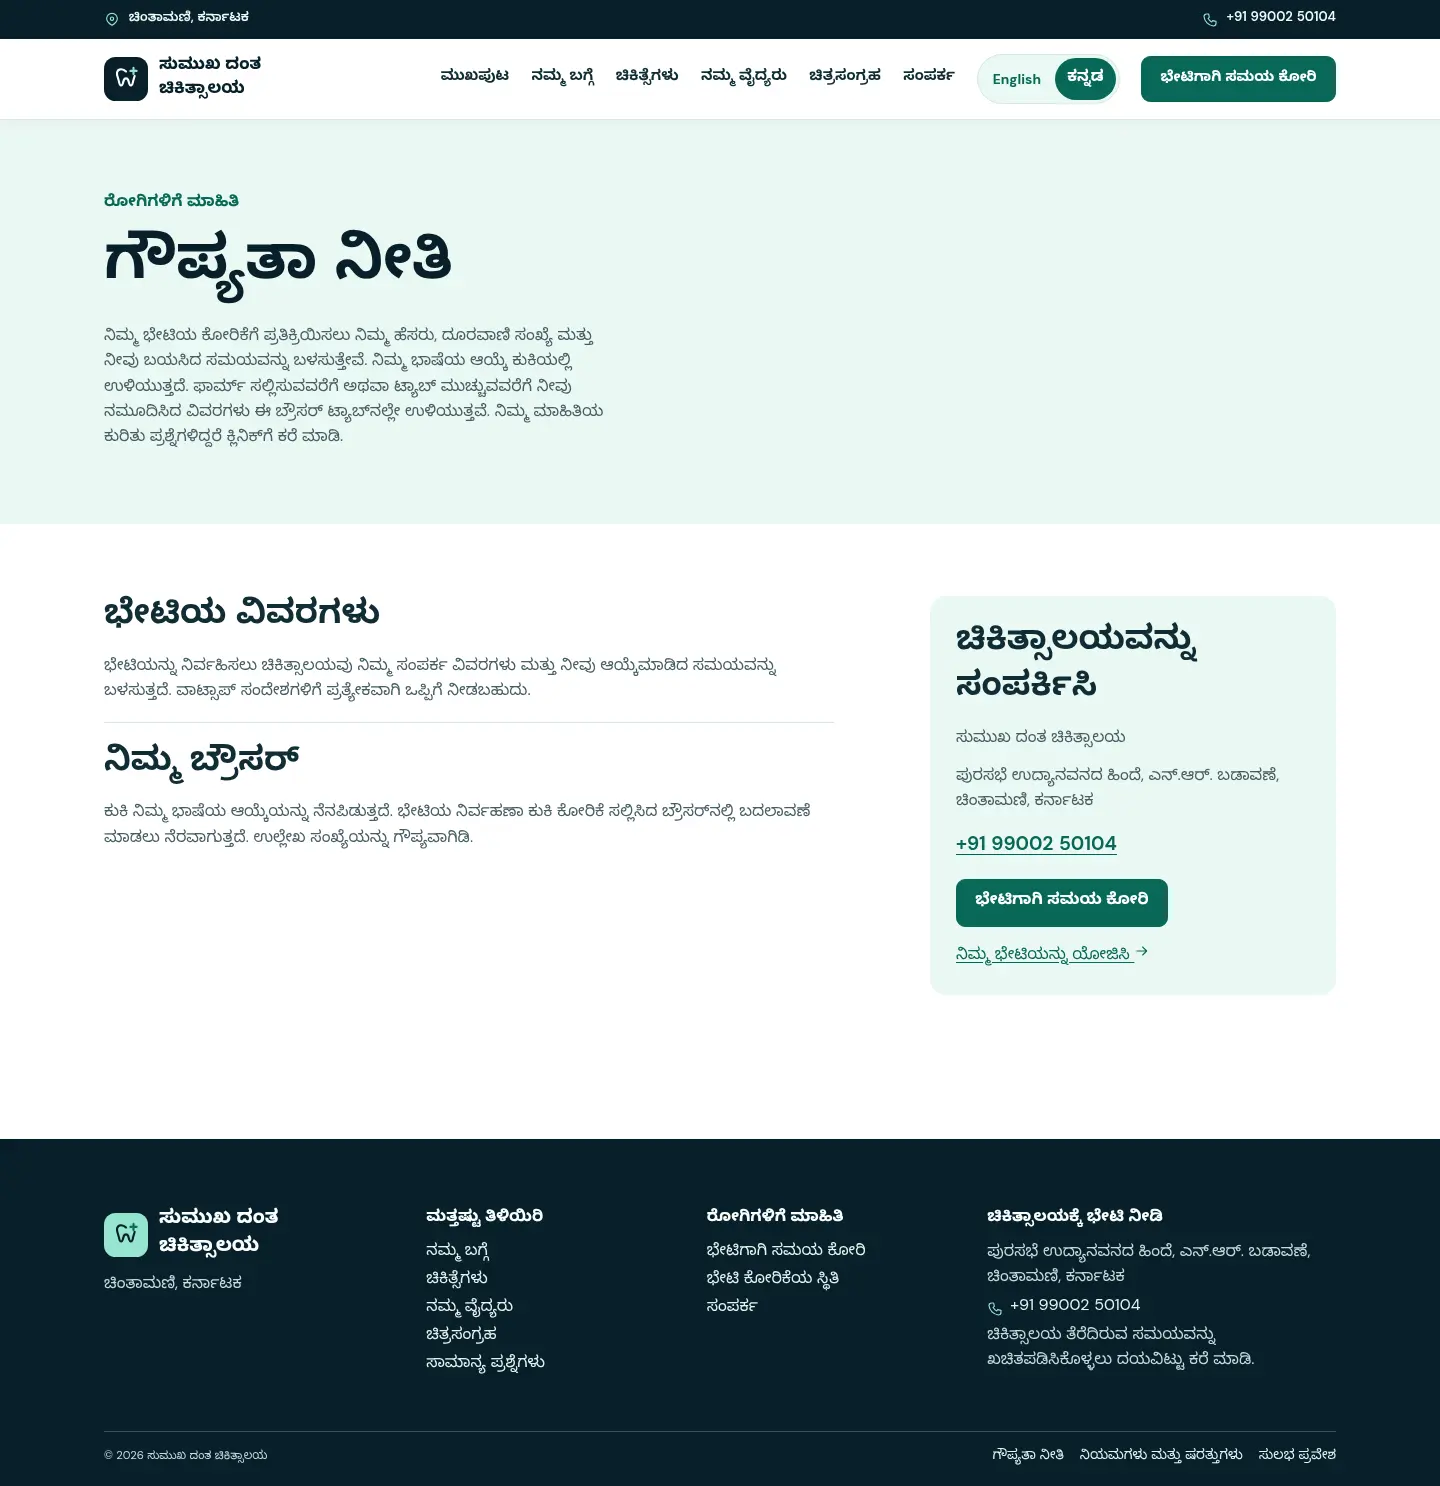 ಚಿಂತಾಮಣಿ, ಕರ್ನಾಟಕ
+91 99002 50104
ಸುಮುಖ ದಂತ
ಚಿಕಿತ್ಸಾಲಯ
ಮುಖಪುಟ ನಮ್ಮ ಬಗ್ಗೆ ಚಿಕಿತ್ಸೆಗಳು ನಮ್ಮ ವೈದ್ಯರು ಚಿತ್ರಸಂಗ್ರಹ ಸಂಪರ್ಕ English ಕನ್ನಡ ಭೇಟಿಗಾಗಿ ಸಮಯ ಕೋರಿ
ರೋಗಿಗಳಿಗೆ ಮಾಹಿತಿ
ಗೌಪ್ಯತಾ ನೀತಿ
ನಿಮ್ಮ ಭೇಟಿಯ ಕೋರಿಕೆಗೆ ಪ್ರತಿಕ್ರಿಯಿಸಲು ನಿಮ್ಮ ಹೆಸರು, ದೂರವಾಣಿ ಸಂಖ್ಯೆ ಮತ್ತು
ನೀವು ಬಯಸಿದ ಸಮಯವನ್ನು ಬಳಸುತ್ತೇವೆ. ನಿಮ್ಮ ಭಾಷೆಯ ಆಯ್ಕೆ ಕುಕಿಯಲ್ಲಿ
ಉಳಿಯುತ್ತದೆ. ಫಾರ್ಮ್ ಸಲ್ಲಿಸುವವರೆಗೆ ಅಥವಾ ಟ್ಯಾಬ್ ಮುಚ್ಚುವವರೆಗೆ ನೀವು
ನಮೂದಿಸಿದ ವಿವರಗಳು ಈ ಬ್ರೌಸರ್ ಟ್ಯಾಬ್‌ನಲ್ಲೇ ಉಳಿಯುತ್ತವೆ. ನಿಮ್ಮ ಮಾಹಿತಿಯ
ಕುರಿತು ಪ್ರಶ್ನೆಗಳಿದ್ದರೆ ಕ್ಲಿನಿಕ್‌ಗೆ ಕರೆ ಮಾಡಿ.
ಭೇಟಿಯ ವಿವರಗಳು
ಭೇಟಿಯನ್ನು ನಿರ್ವಹಿಸಲು ಚಿಕಿತ್ಸಾಲಯವು ನಿಮ್ಮ ಸಂಪರ್ಕ ವಿವರಗಳು ಮತ್ತು ನೀವು ಆಯ್ಕೆಮಾಡಿದ ಸಮಯವನ್ನು
ಬಳಸುತ್ತದೆ. ವಾಟ್ಸಾಪ್ ಸಂದೇಶಗಳಿಗೆ ಪ್ರತ್ಯೇಕವಾಗಿ ಒಪ್ಪಿಗೆ ನೀಡಬಹುದು.
ನಿಮ್ಮ ಬ್ರೌಸರ್
ಕುಕಿ ನಿಮ್ಮ ಭಾಷೆಯ ಆಯ್ಕೆಯನ್ನು ನೆನಪಿಡುತ್ತದೆ. ಭೇಟಿಯ ನಿರ್ವಹಣಾ ಕುಕಿ ಕೋರಿಕೆ ಸಲ್ಲಿಸಿದ ಬ್ರೌಸರ್‌ನಲ್ಲಿ ಬದಲಾವಣೆ
ಮಾಡಲು ನೆರವಾಗುತ್ತದೆ. ಉಲ್ಲೇಖ ಸಂಖ್ಯೆಯನ್ನು ಗೌಪ್ಯವಾಗಿಡಿ.
ಚಿಕಿತ್ಸಾಲಯವನ್ನು
ಸಂಪರ್ಕಿಸಿ
ಸುಮುಖ ದಂತ ಚಿಕಿತ್ಸಾಲಯ
ಪುರಸಭೆ ಉದ್ಯಾನವನದ ಹಿಂದೆ, ಎನ್.ಆರ್. ಬಡಾವಣೆ,
ಚಿಂತಾಮಣಿ, ಕರ್ನಾಟಕ
+91 99002 50104
ಭೇಟಿಗಾಗಿ ಸಮಯ ಕೋರಿ
ನಿಮ್ಮ ಭೇಟಿಯನ್ನು ಯೋಜಿಸಿ →
ಸುಮುಖ ದಂತ
ಚಿಕಿತ್ಸಾಲಯ
ಚಿಂತಾಮಣಿ, ಕರ್ನಾಟಕ
ಮತ್ತಷ್ಟು ತಿಳಿಯಿರಿ
ನಮ್ಮ ಬಗ್ಗೆ
ಚಿಕಿತ್ಸೆಗಳು
ನಮ್ಮ ವೈದ್ಯರು
ಚಿತ್ರಸಂಗ್ರಹ
ಸಾಮಾನ್ಯ ಪ್ರಶ್ನೆಗಳು
ರೋಗಿಗಳಿಗೆ ಮಾಹಿತಿ
ಭೇಟಿಗಾಗಿ ಸಮಯ ಕೋರಿ
ಭೇಟಿ ಕೋರಿಕೆಯ ಸ್ಥಿತಿ
ಸಂಪರ್ಕ
ಚಿಕಿತ್ಸಾಲಯಕ್ಕೆ ಭೇಟಿ ನೀಡಿ
ಪುರಸಭೆ ಉದ್ಯಾನವನದ ಹಿಂದೆ, ಎನ್.ಆರ್. ಬಡಾವಣೆ,
ಚಿಂತಾಮಣಿ, ಕರ್ನಾಟಕ
+91 99002 50104
ಚಿಕಿತ್ಸಾಲಯ ತೆರೆದಿರುವ ಸಮಯವನ್ನು
ಖಚಿತಪಡಿಸಿಕೊಳ್ಳಲು ದಯವಿಟ್ಟು ಕರೆ ಮಾಡಿ.
© 2026 ಸುಮುಖ ದಂತ ಚಿಕಿತ್ಸಾಲಯ
ಗೌಪ್ಯತಾ ನೀತಿ ನಿಯಮಗಳು ಮತ್ತು ಷರತ್ತುಗಳು ಸುಲಭ ಪ್ರವೇಶ